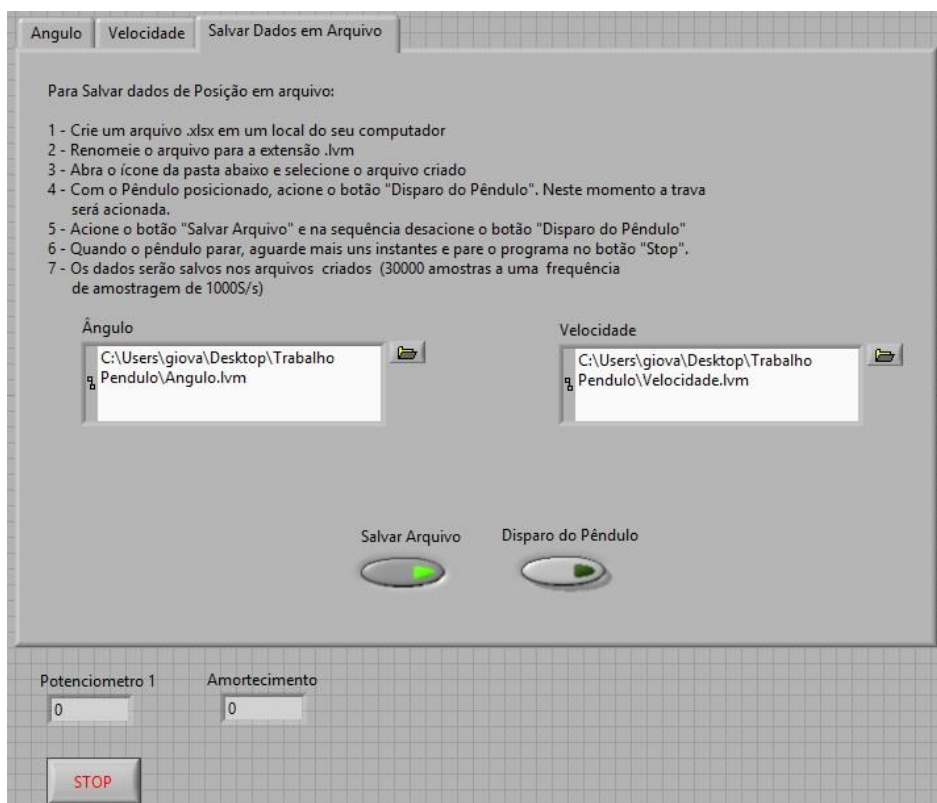 Angulo
Velocidade
Salvar Dados em Arquivo
Para Salvar dados de Posição em arquivo:
1 - Crie um arquivo .xlsx em um local do seu computador
2 - Renomeie o arquivo para a extensão .lvm
3 - Abra o ícone da pasta abaixo e selecione o arquivo criado
4 - Com o Pêndulo posicionado, acione o botão "Disparo do Pêndulo". Neste momento a trava
será acionada.
5 - Acione o botão "Salvar Arquivo" e na sequência desacione o botão "Disparo do Pêndulo"
6 - Quando o pêndulo parar, aguarde mais uns instantes e pare o programa no botão "Stop".
7 - Os dados serão salvos nos arquivos criados (30000 amostras a uma frequência
de amostragem de 1000S/s)
Ângulo
C:\Users\giova\Desktop\Trabalho
Pendulo\Angulo.lvm
Velocidade
C:\Users\giova\Desktop\Trabalho
Pendulo\Velocidade.lvm
Salvar Arquivo
Disparo do Pêndulo
Potenciometro 1
0
Amortecimento
0
STOP